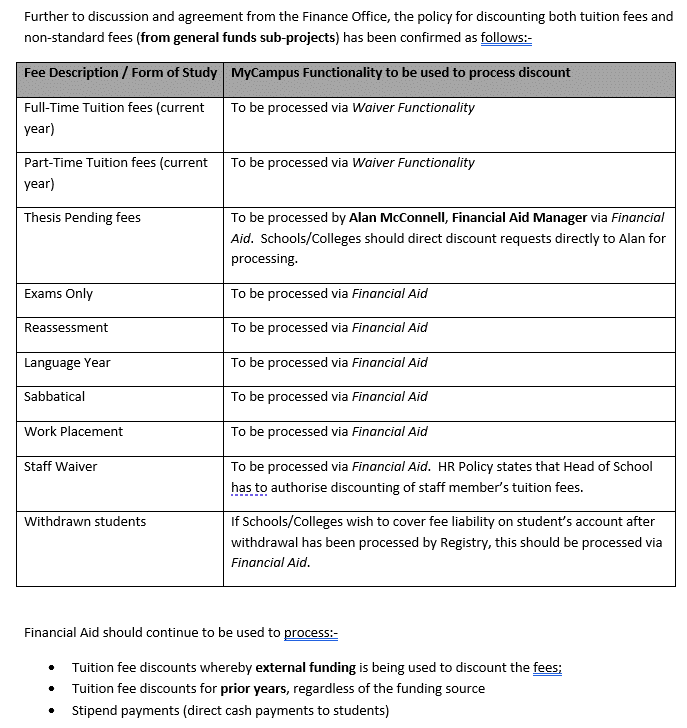 Further to discussion and agreement from the Finance Office, the policy for discounting both tuition fees and
non-standard fees (from general funds sub-projects) has been confirmed as follows:-
Fee Description / Form of Study MyCampus Functionality to be used to process discount
Full-Time Tuition fees (current To be processed via Waiver Functionality
year)
Part-Time Tuition fees (current To be processed via Waiver Functionality
year)
Thesis Pending fees To be processed by Alan McConnell, Financial Aid Manager via Financial
Aid. Schools/Colleges should direct discount requests directly to Alan for
processing.
Exams Only To be processed via Financial Aid
Reassessment To be processed via Financial Aid
Language Year To be processed via Financial Aid
Sabbatical To be processed via Financial Aid
Work Placement To be processed via Financial Aid
Staff Waiver To be processed via Financial Aid. HR Policy states that Head of School
has to authorise discounting of staff member's tuition fees.
Withdrawn students If Schools/Colleges wish to cover fee liability on student's account after
withdrawal has been processed by Registry, this should be processed via
Financial Aid.
Financial Aid should continue to be used to process:-
• Tuition fee discounts whereby external funding is being used to discount the fees;
• Tuition fee discounts for prior years, regardless of the funding source
• Stipend payments (direct cash payments to students)